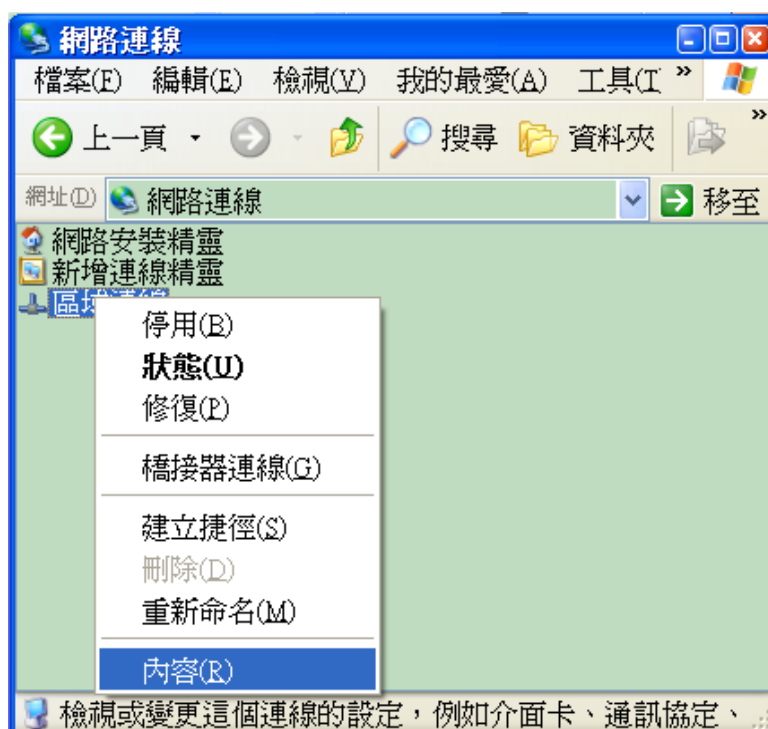 網路連線
檔案(F) 編輯(E) 檢視(V) 我的最愛(A) 工具(T »
上一頁 搜尋 資料夾 »
網址(D) 網路連線 移至
網路安裝精靈
新增連線精靈
區域連線
停用(B)
狀態(U)
修復(P)
橋接器連線(G)
建立捷徑(S)
刪除(D)
重新命名(M)
內容(R)
檢視或變更這個連線的設定，例如介面卡、通訊協定、